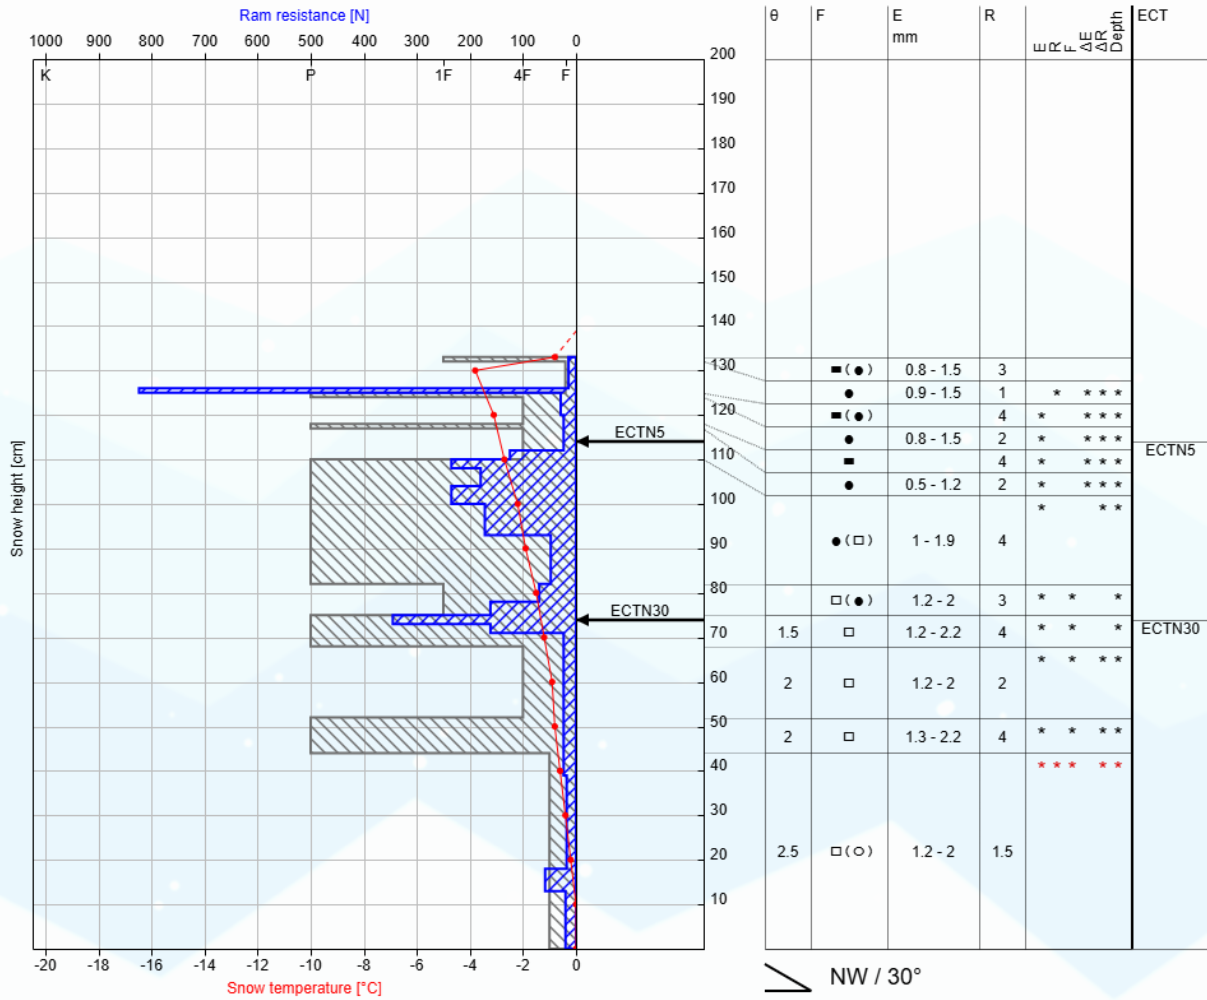 Ram resistance [N]
1000 900 800 700 600 500 400 300 200 100 0
K P 1F 4F F
θ F E R ECT
mm
E R F ΔE ΔR Depth
200
190
180
170
160
150
140
130
120
110
100
90
80
70
60
50
40
30
20
10
Snow height [cm]
ECTN5
ECTN30
■(●) 0.8 - 1.5 3
● 0.9 - 1.5 1 * * * *
■(●) 4 * * * *
● 0.8 - 1.5 2 * * * *
ECTN5
■ 4 * * * *
● 0.5 - 1.2 2 * * * *
* * *
●(□) 1 - 1.9 4
□(●) 1.2 - 2 3 * * *
1.5 □ 1.2 - 2.2 4 * * *
ECTN30
* * * *
2 □ 1.2 - 2 2
2 □ 1.3 - 2.2 4 * * * *
* * * * *
2.5 □(○) 1.2 - 2 1.5
-20 -18 -16 -14 -12 -10 -8 -6 -4 -2 0
Snow temperature [°C]
NW / 30°